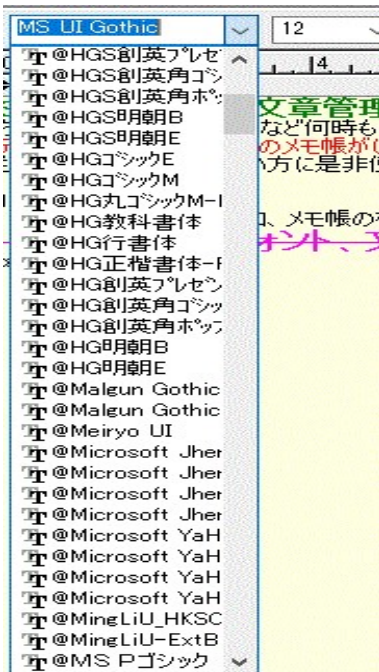 MS UI Gothic 12
@HGS創英ﾌﾟﾚｾﾞ
@HGS創英角ｺﾞｼ
@HGS創英角ﾎﾟｯ
@HGS明朝B
@HGS明朝E
@HGｺﾞｼｯｸE
@HGｺﾞｼｯｸM
@HG丸ｺﾞｼｯｸM-
@HG教科書体
@HG行書体
@HG正楷書体-
@HG創英ﾌﾟﾚｾﾞﾝ
@HG創英角ｺﾞｼｯ
@HG創英角ﾎﾟｯﾌﾟ
@HG明朝B
@HG明朝E
@Malgun Gothic
@Malgun Gothic
@Meiryo UI
@Microsoft Jher
@Microsoft Jher
@Microsoft Jher
@Microsoft Jher
@Microsoft YaH
@Microsoft YaH
@Microsoft YaH
@MingLiU_HKSC
@MingLiU-ExtB
@MS Pゴシック
4
文章管理
など何時も
のメモ帳が
方に是非
、メモ帳の
ォント、